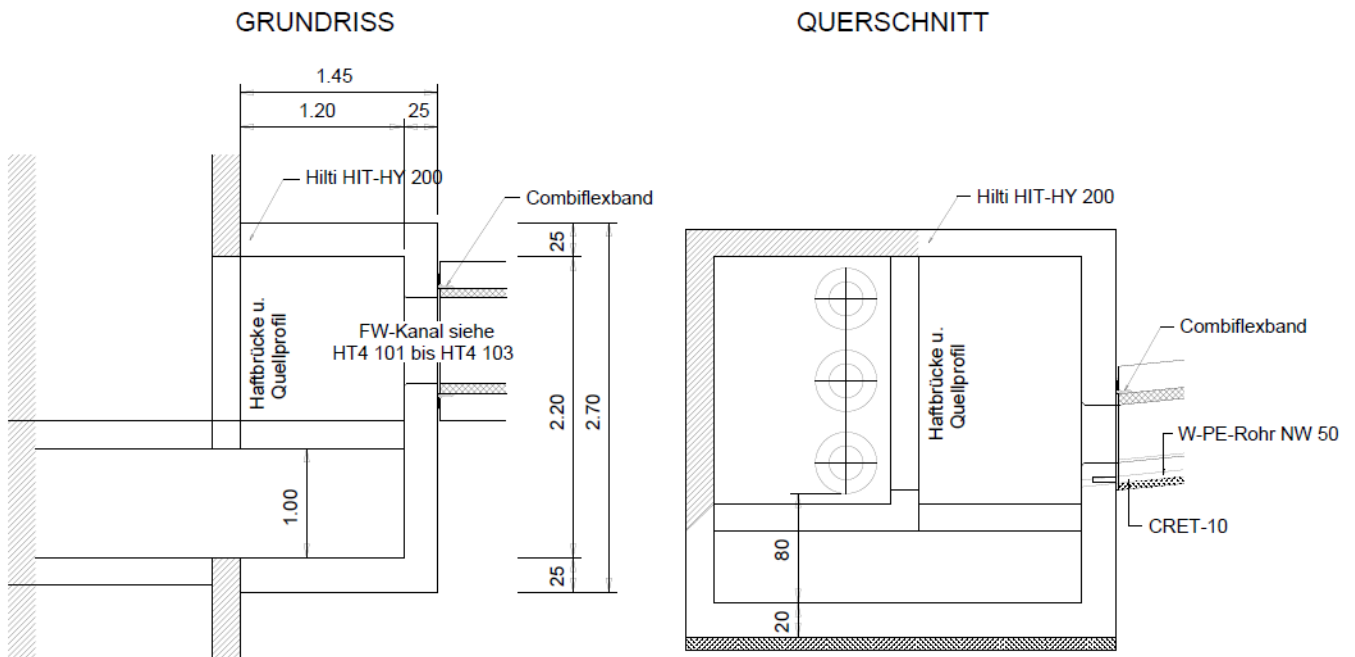 GRUNDRISS
QUERSCHNITT
1.45
1.20
25
Hilti HIT-HY 200
Combiflexband
25
Haftbrücke u.
Quellprofil
FW-Kanal siehe
HT4 101 bis HT4 103
2.20
2.70
1.00
25
Hilti HIT-HY 200
Combiflexband
Haftbrücke u.
Quellprofil
W-PE-Rohr NW 50
CRET-10
80
20